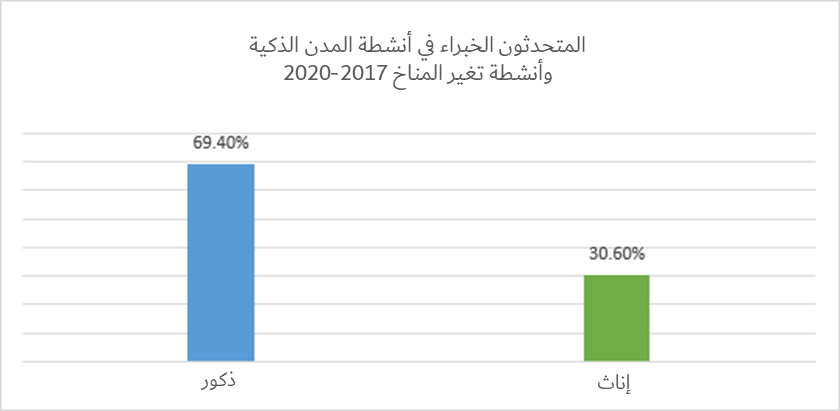 المتحدثون الخبراء في أنشطة المدن الذكية
وأنشطة تغير المناخ 2017-2020
69.40%
30.60%
ذكور
إناث